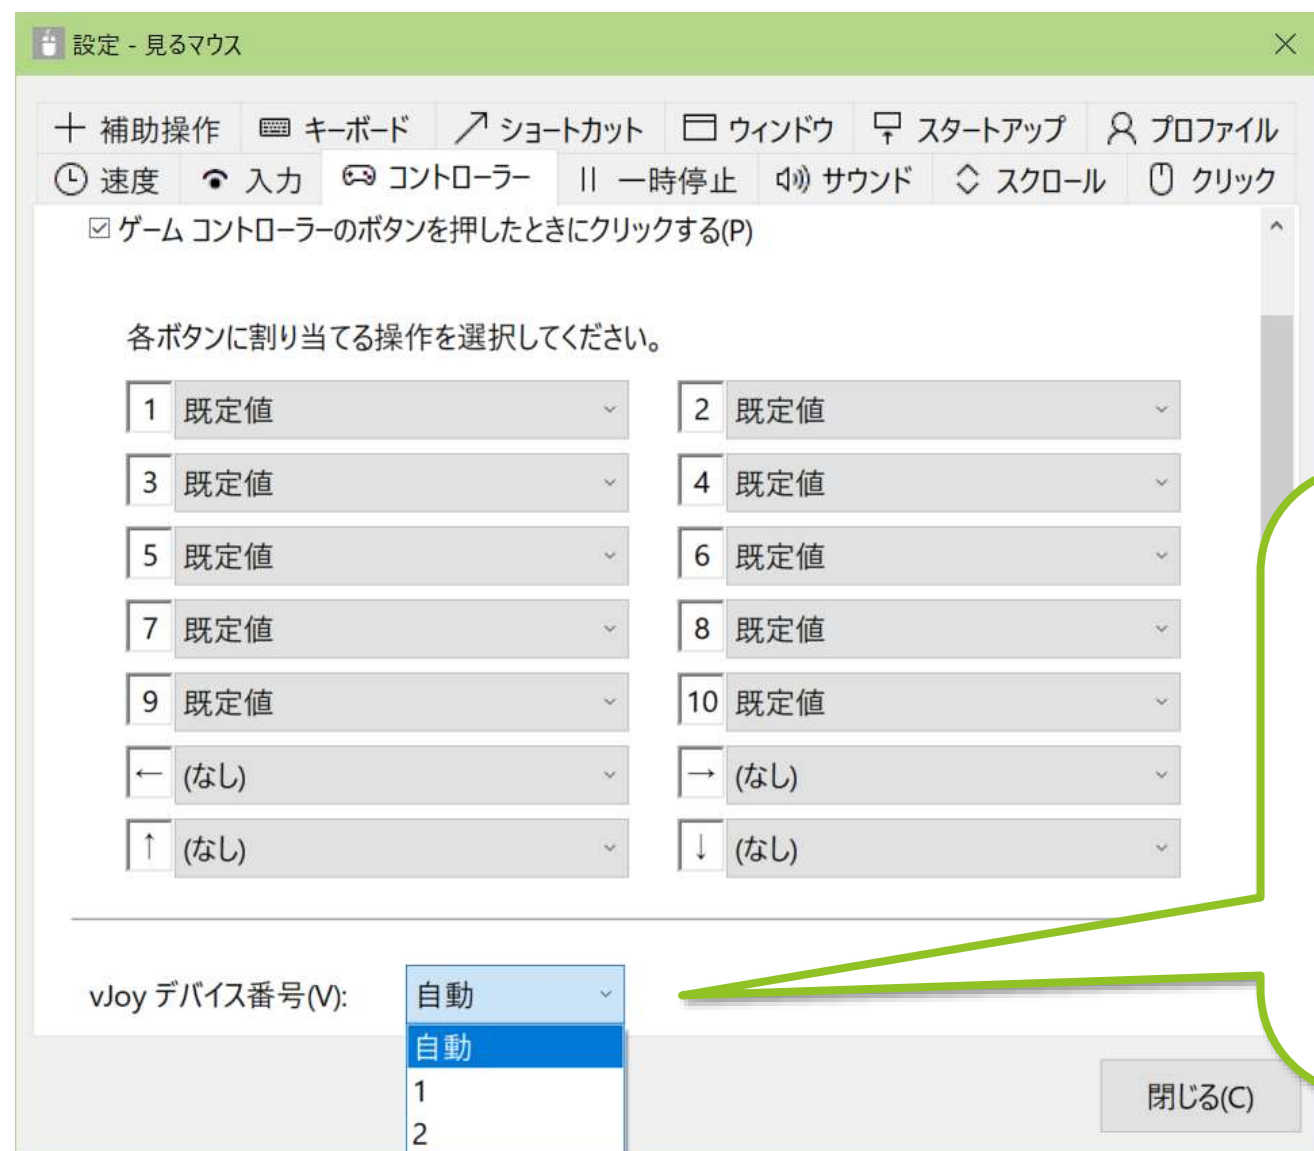 設定 - 見るマウス
補助操作 キーボード ショートカット ウィンドウ スタートアップ プロファイル
速度 入力 コントローラー 一時停止 サウンド スクロール クリック
ゲーム コントローラーのボタンを押したときにクリックする(P)
各ボタンに割り当てる操作を選択してください。
1 既定値 2 既定値
3 既定値 4 既定値
5 既定値 6 既定値
7 既定値 8 既定値
9 既定値 10 既定値
← (なし) → (なし)
↑ (なし) ↓ (なし)
vJoy デバイス番号(V): 自動
自動
1
2
閉じる(C)